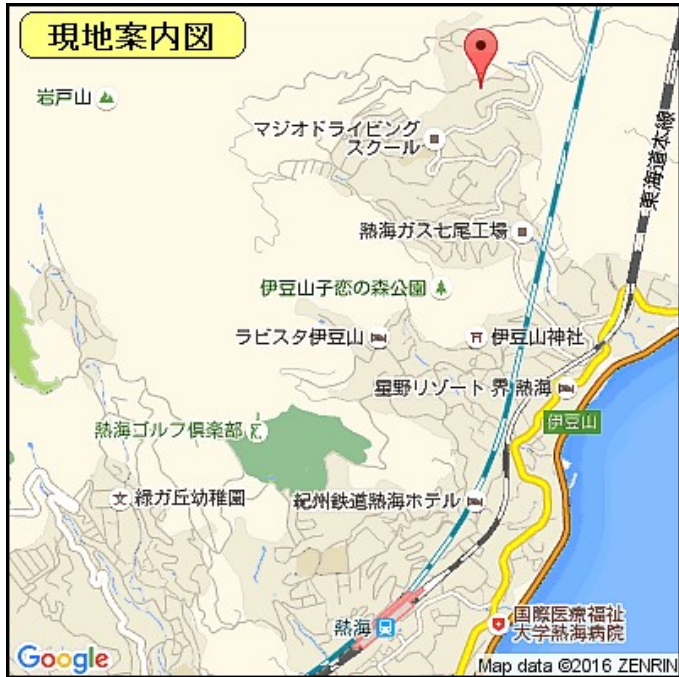 現地案内図
岩戸山
マジオドライビング
スクール
東海道本線
熱海ガス七尾工場
伊豆山子恋の森公園
ラビスタ伊豆山
伊豆山神社
星野リゾート 界 熱海
伊豆山
熱海ゴルフ倶楽部
緑ガ丘幼稚園
紀州鉄道熱海ホテル
熱海
国際医療福祉
大学熱海病院
Google
Map data ©2016 ZENRIN